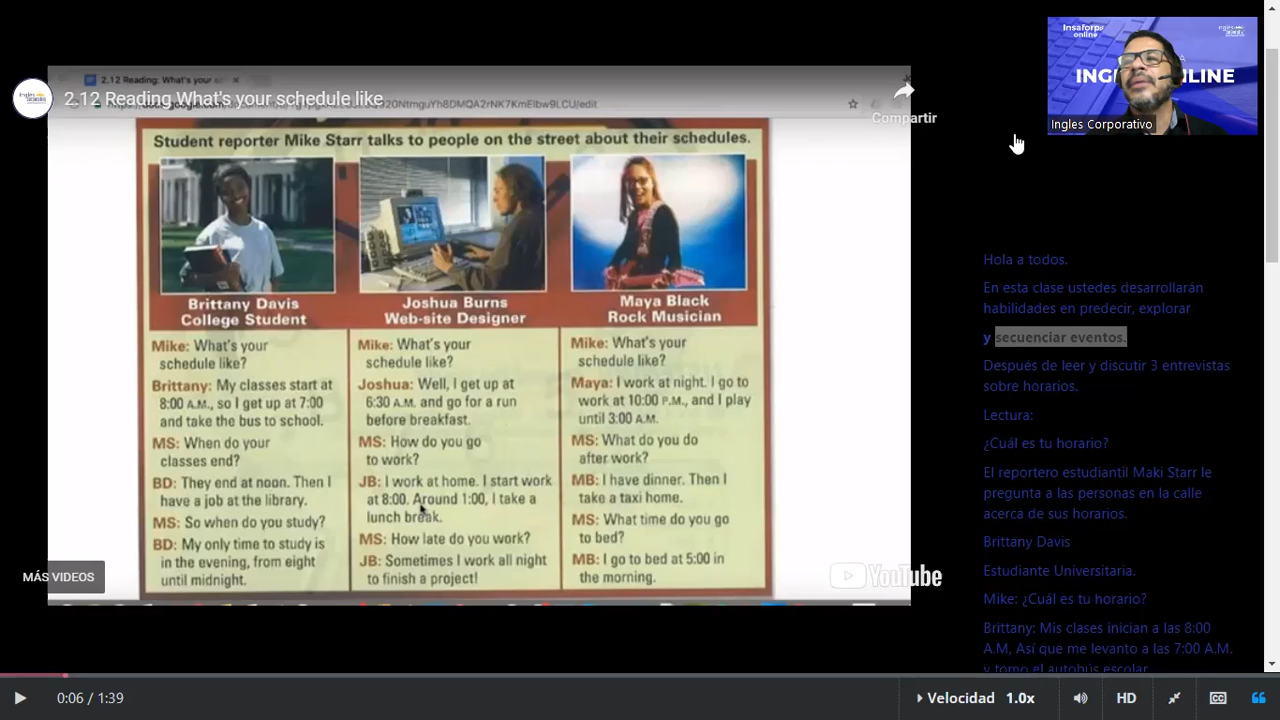 Insaforp
online
INGL
NLINE
Ingles Corporativo
2.12 Reading: What's your
2.12 Reading What's your schedule like
Compartir
Student reporter Mike Starr talks to people on the street about their schedules.
Brittany Davis
College Student
Mike: What's your
schedule like?
Brittany: My classes start at
8:00 A.M., so I get up at 7:00
and take the bus to school.
MS: When do your
classes end?
BD: They end at noon. Then I
have a job at the library.
MS: So when do you study?
BD: My only time to study is
in the evening, from eight
until midnight.
Joshua Burns
Web-site Designer
Mike: What's your
schedule like?
Joshua: Well, I get up at
6:30 A.M. and go for a run
before breakfast.
MS: How do you go
to work?
JB: I work at home. I start work
at 8:00. Around 1:00, I take a
lunch break.
MS: How late do you work?
JB: Sometimes I work all night
to finish a project!
Maya Black
Rock Musician
Mike: What's your
schedule like?
Maya: I work at night. I go to
work at 10:00 P.M., and I play
until 3:00 A.M.
MS: What do you do
after work?
MB: I have dinner. Then I
take a taxi home.
MS: What time do you go
to bed?
MB: I go to bed at 5:00 in
the morning.
MÁS VIDEOS
YouTube
Hola a todos.
En esta clase ustedes desarrollarán
habilidades en predecir, explorar
y secuenciar eventos.
Después de leer y discutir 3 entrevistas
sobre horarios.
Lectura:
¿Cuál es tu horario?
El reportero estudiantil Maki Starr le
pregunta a las personas en la calle
acerca de sus horarios.
Brittany Davis
Estudiante Universitaria.
Mike: ¿Cuál es tu horario?
Brittany: Mis clases inician a las 8:00
A.M, Así que me levanto a las 7:00 A.M.
y tomo el autobús escolar
0:06 / 1:39
Velocidad 1.0x
HD
CC